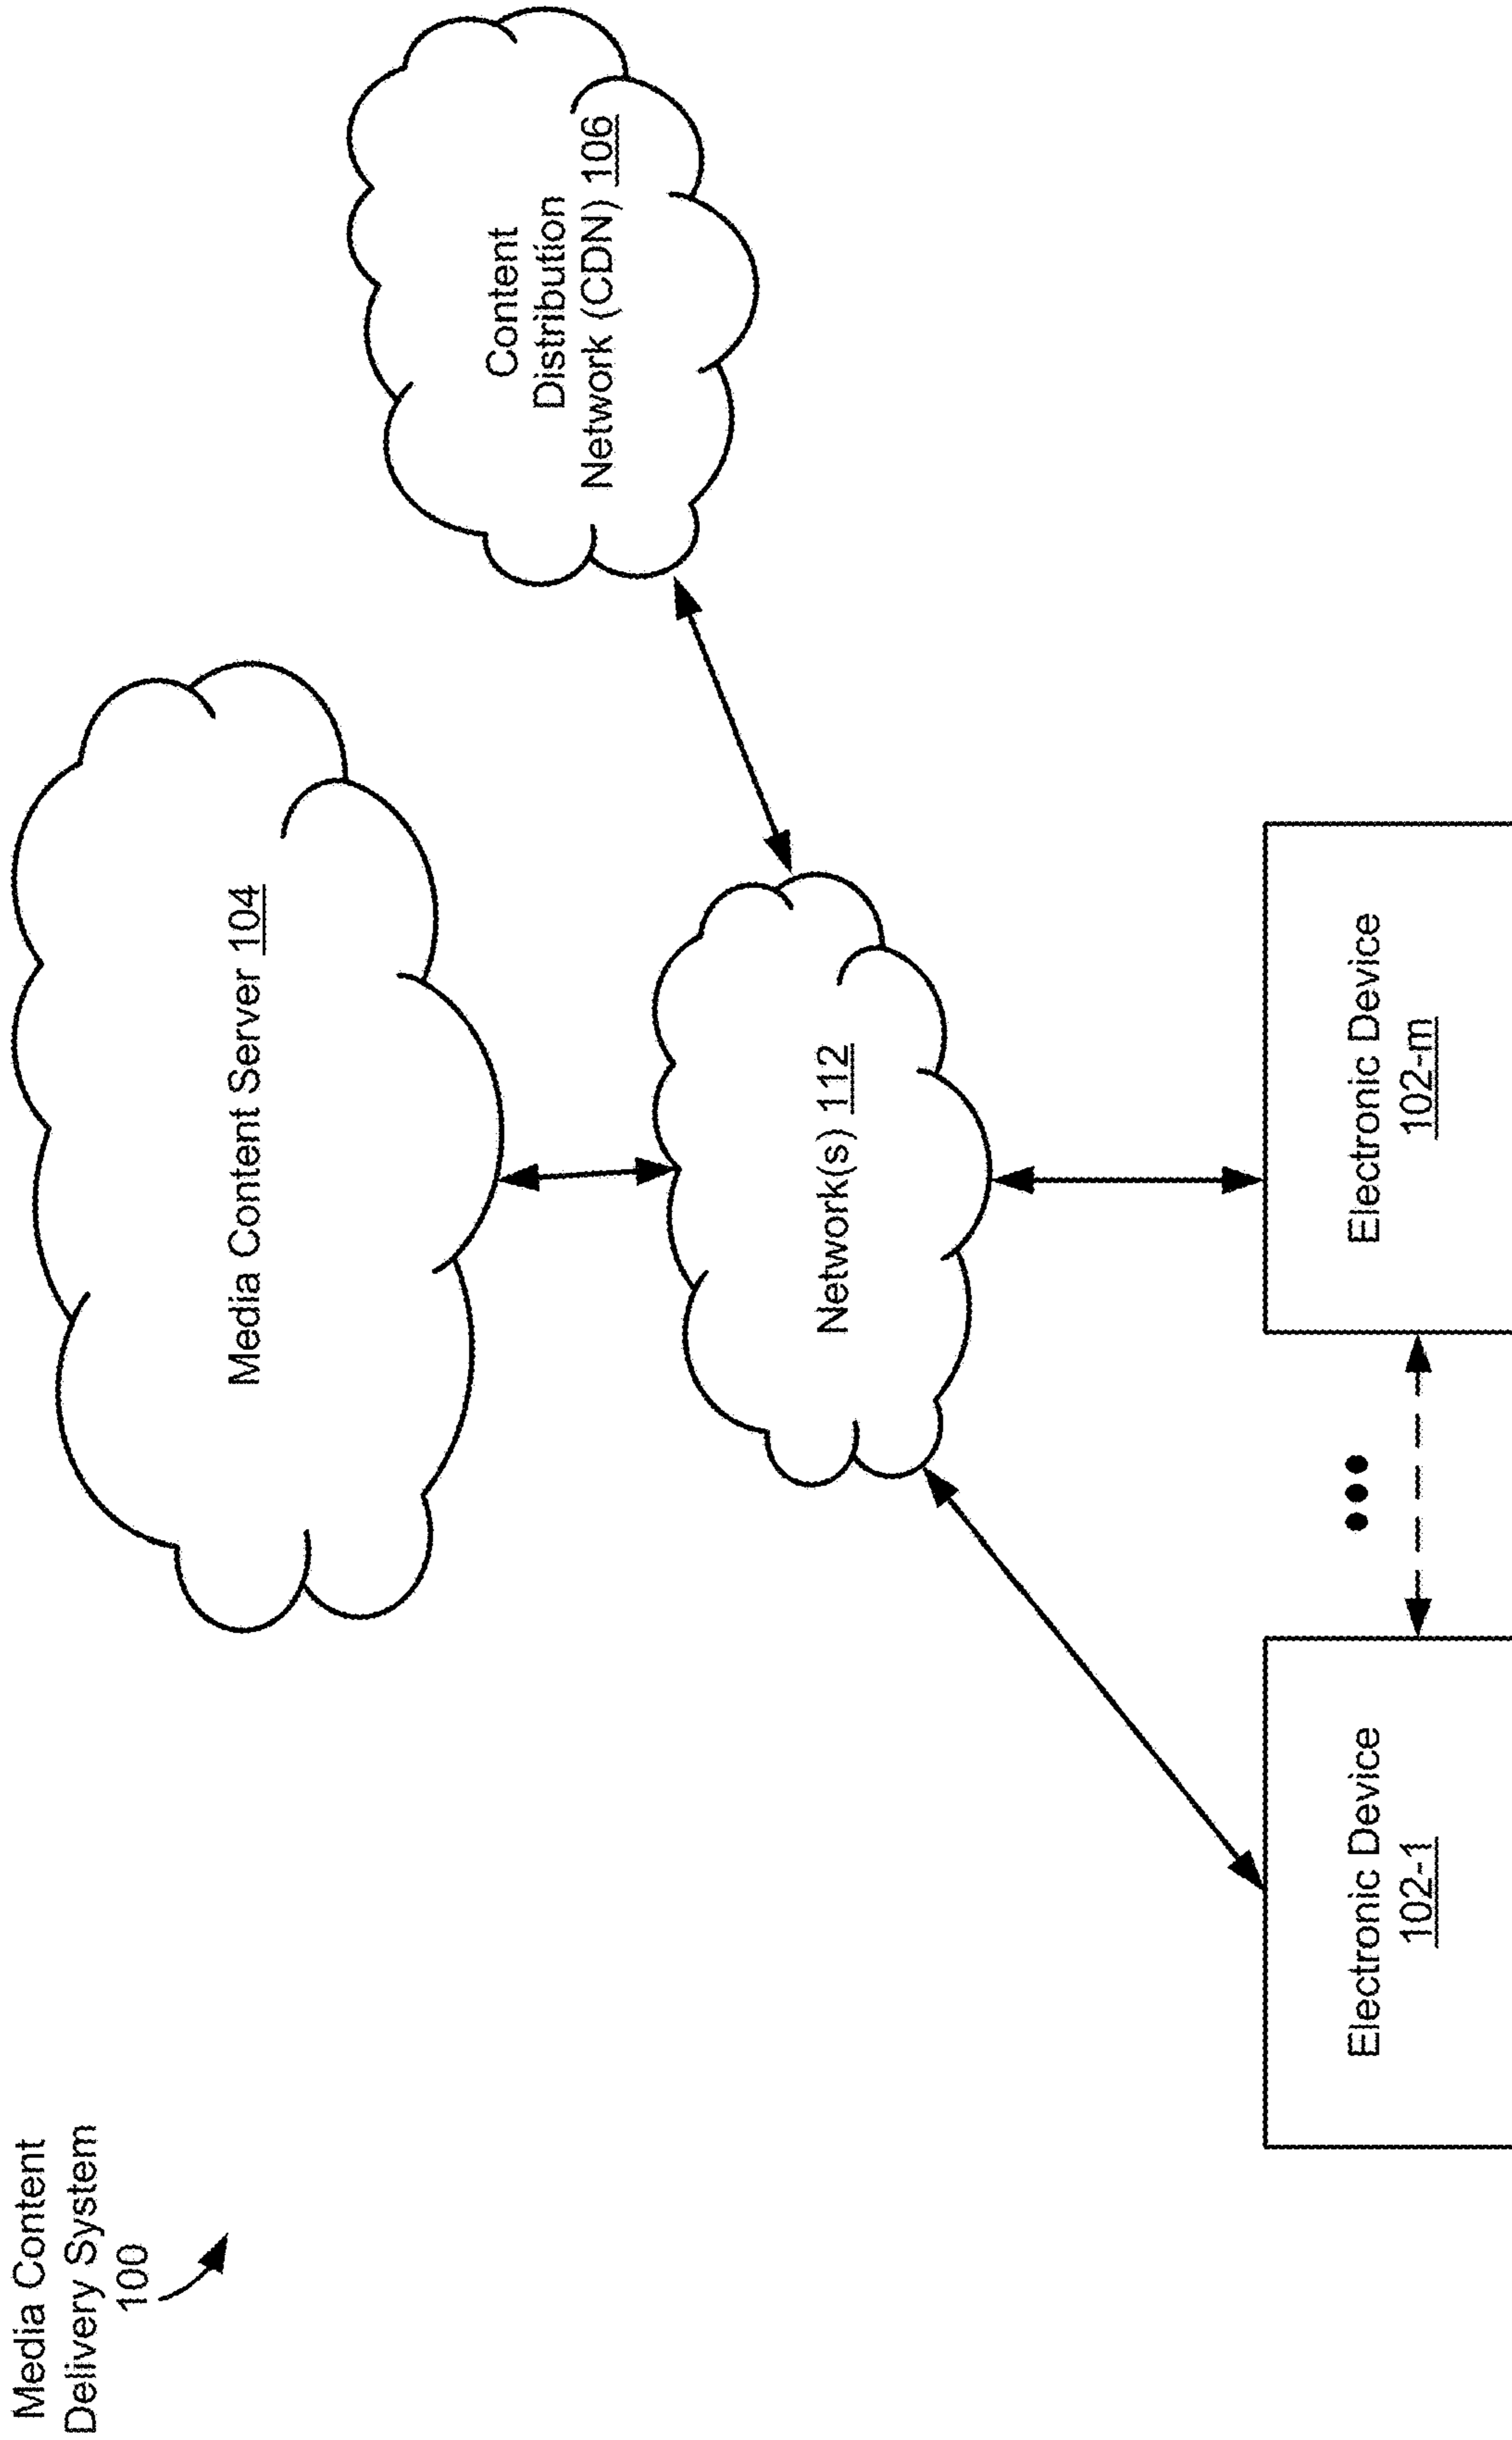 Media Content
Delivery System
100
Media Content Server 104
Content
Distribution
Network (CDN) 106
Network(s) 112
Electronic Device
102-1
Electronic Device
102-m